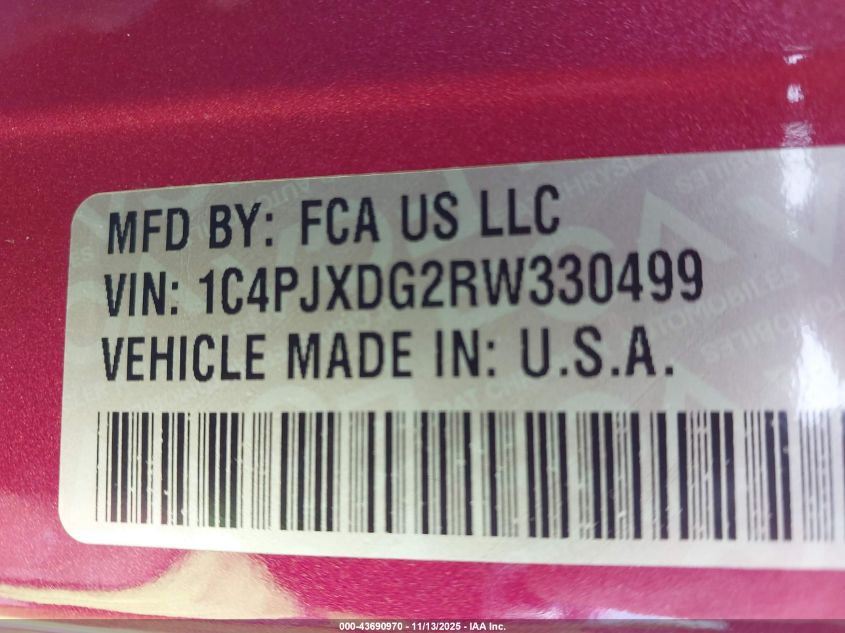 MFD BY: FCA US LLC
VIN: 1C4PJXDG2RW330499
VEHICLE MADE IN: U.S.A.
000-43690970 - 11/13/2025 - IAA Inc.